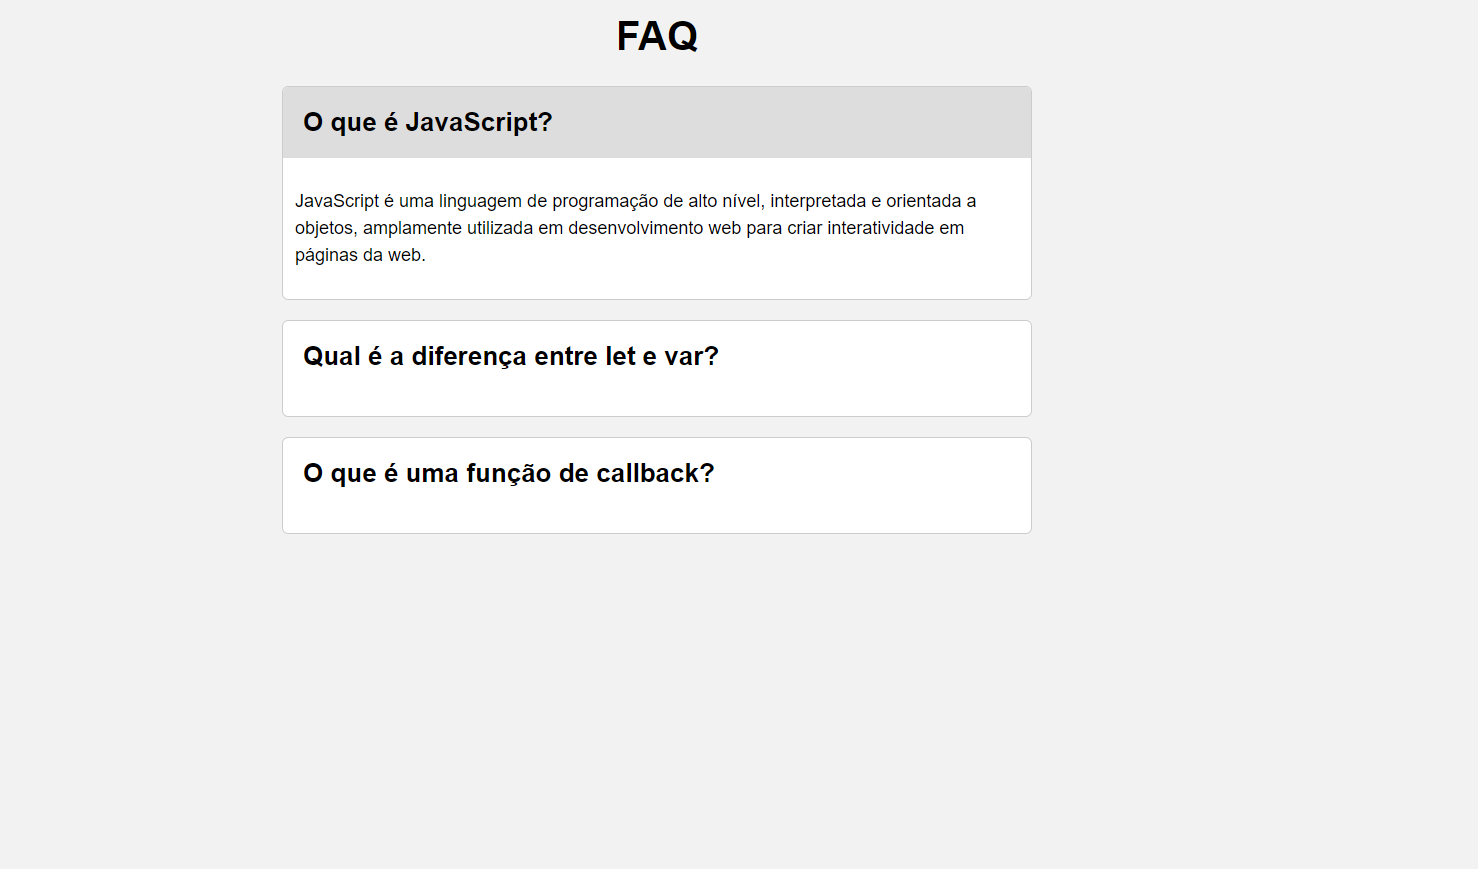 FAQ
O que é JavaScript?
JavaScript é uma linguagem de programação de alto nível, interpretada e orientada a
objetos, amplamente utilizada em desenvolvimento web para criar interatividade em
páginas da web.
Qual é a diferença entre let e var?
O que é uma função de callback?